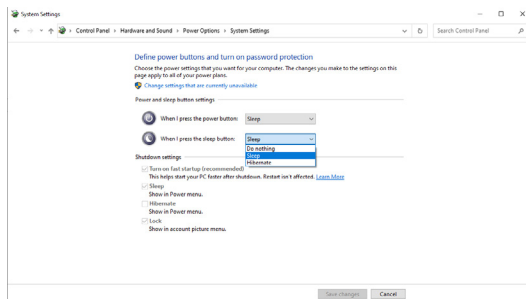 System Settings
Control Panel > Hardware and Sound > Power Options > System Settings
Search Control Panel
Define power buttons and turn on password protection
Choose the power settings that you want for your computer. The changes you make to the settings on this
page apply to all of your power plans.
Change settings that are currently unavailable
Power and sleep button settings
When I press the power button: Sleep
When I press the sleep button: Sleep
Do nothing
Sleep
Hibernate
Shutdown settings
Turn on fast startup (recommended)
This helps start your PC faster after shutdown. Restart isn't affected. Learn More
Sleep
Show in Power menu.
Hibernate
Show in Power menu.
Lock
Show in account picture menu.
Save changes Cancel